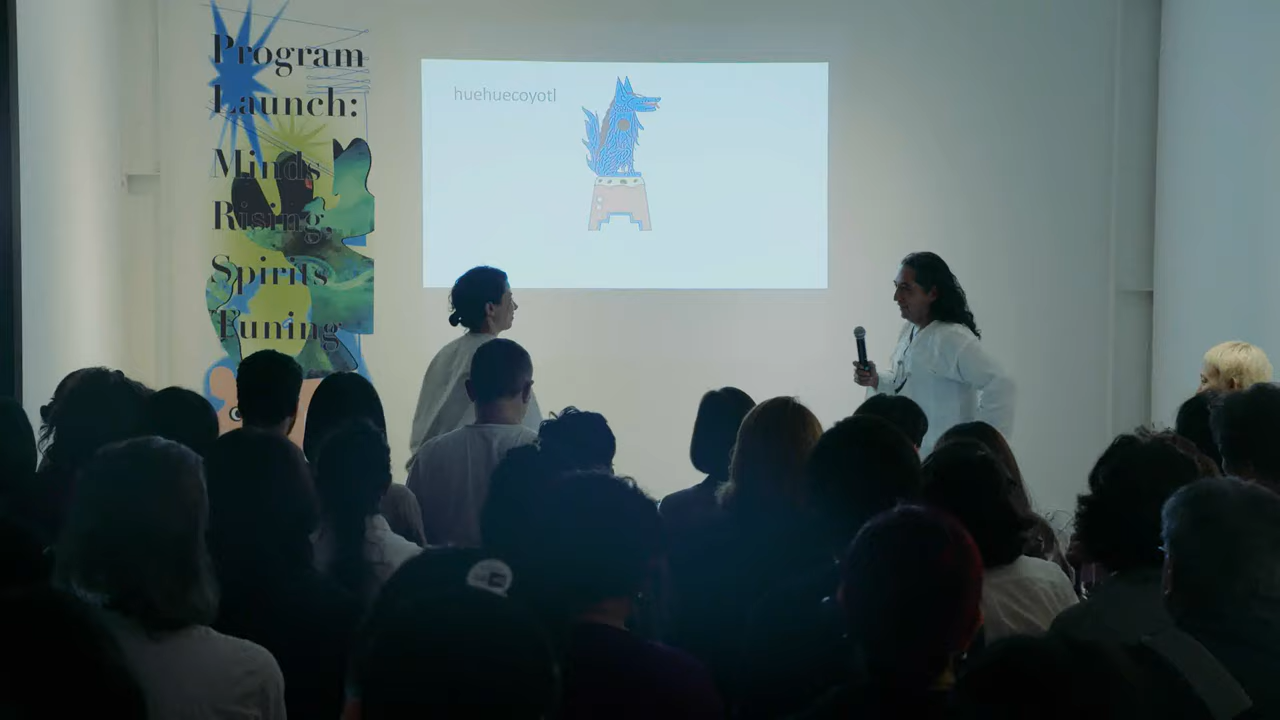 Program
Launch:
Minds
Rising,
Spirits
Tuning
huehuecoyotl